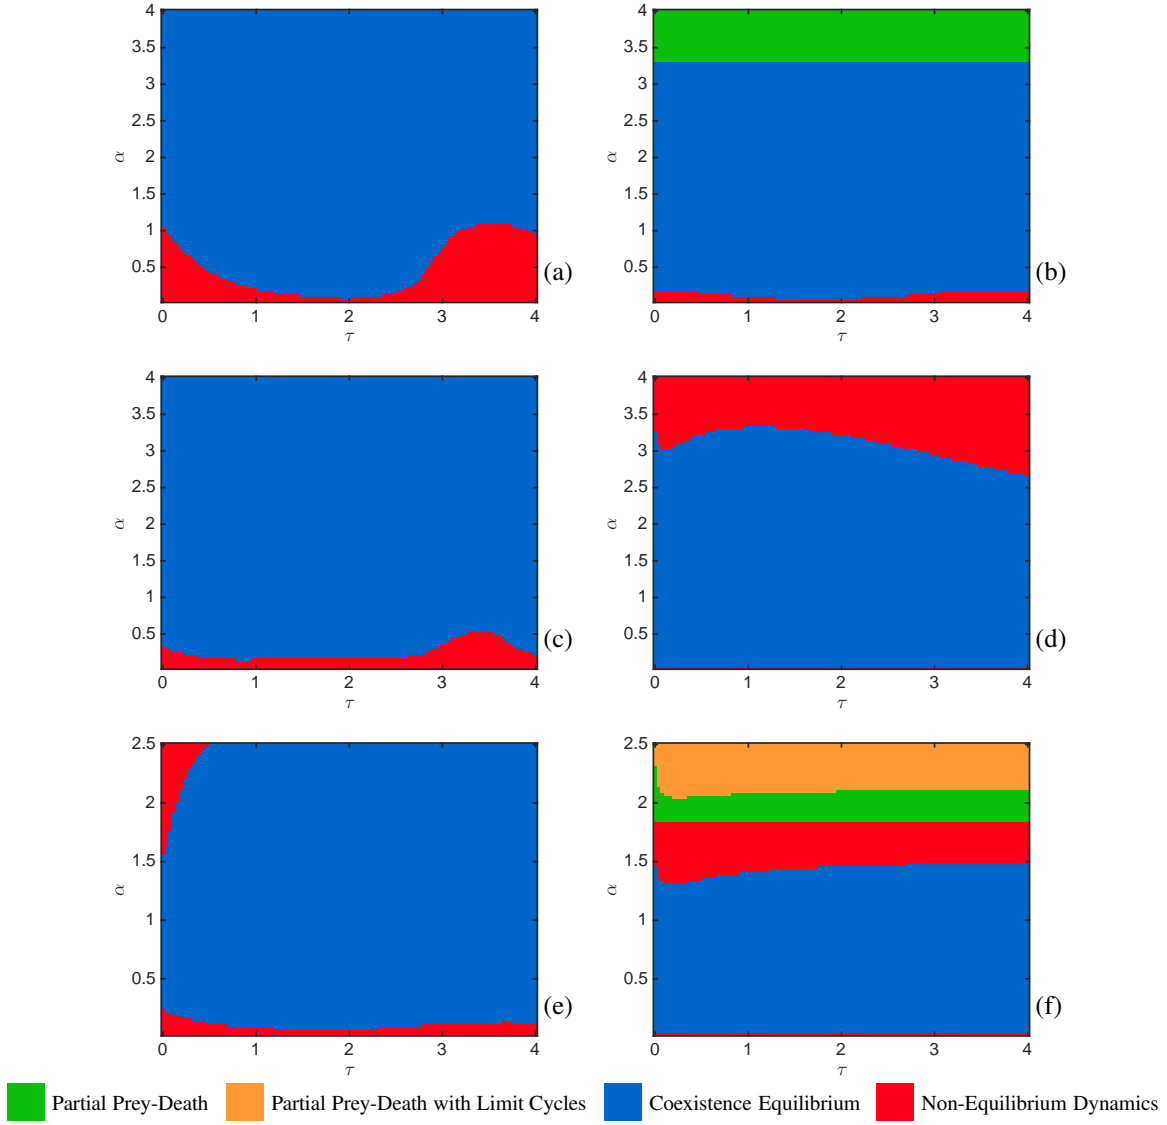 4
3.5
3
2.5
2
1.5
1
0.5
α
0 1 2 3 4
τ
(a)
4
3.5
3
2.5
2
1.5
1
0.5
α
0 1 2 3 4
τ
(b)
4
3.5
3
2.5
2
1.5
1
0.5
α
0 1 2 3 4
τ
(c)
4
3.5
3
2.5
2
1.5
1
0.5
α
0 1 2 3 4
τ
(d)
2.5
2
1.5
1
0.5
α
0 1 2 3 4
τ
(e)
2.5
2
1.5
1
0.5
α
0 1 2 3 4
τ
(f)
Partial Prey-Death Partial Prey-Death with Limit Cycles Coexistence Equilibrium Non-Equilibrium Dynamics